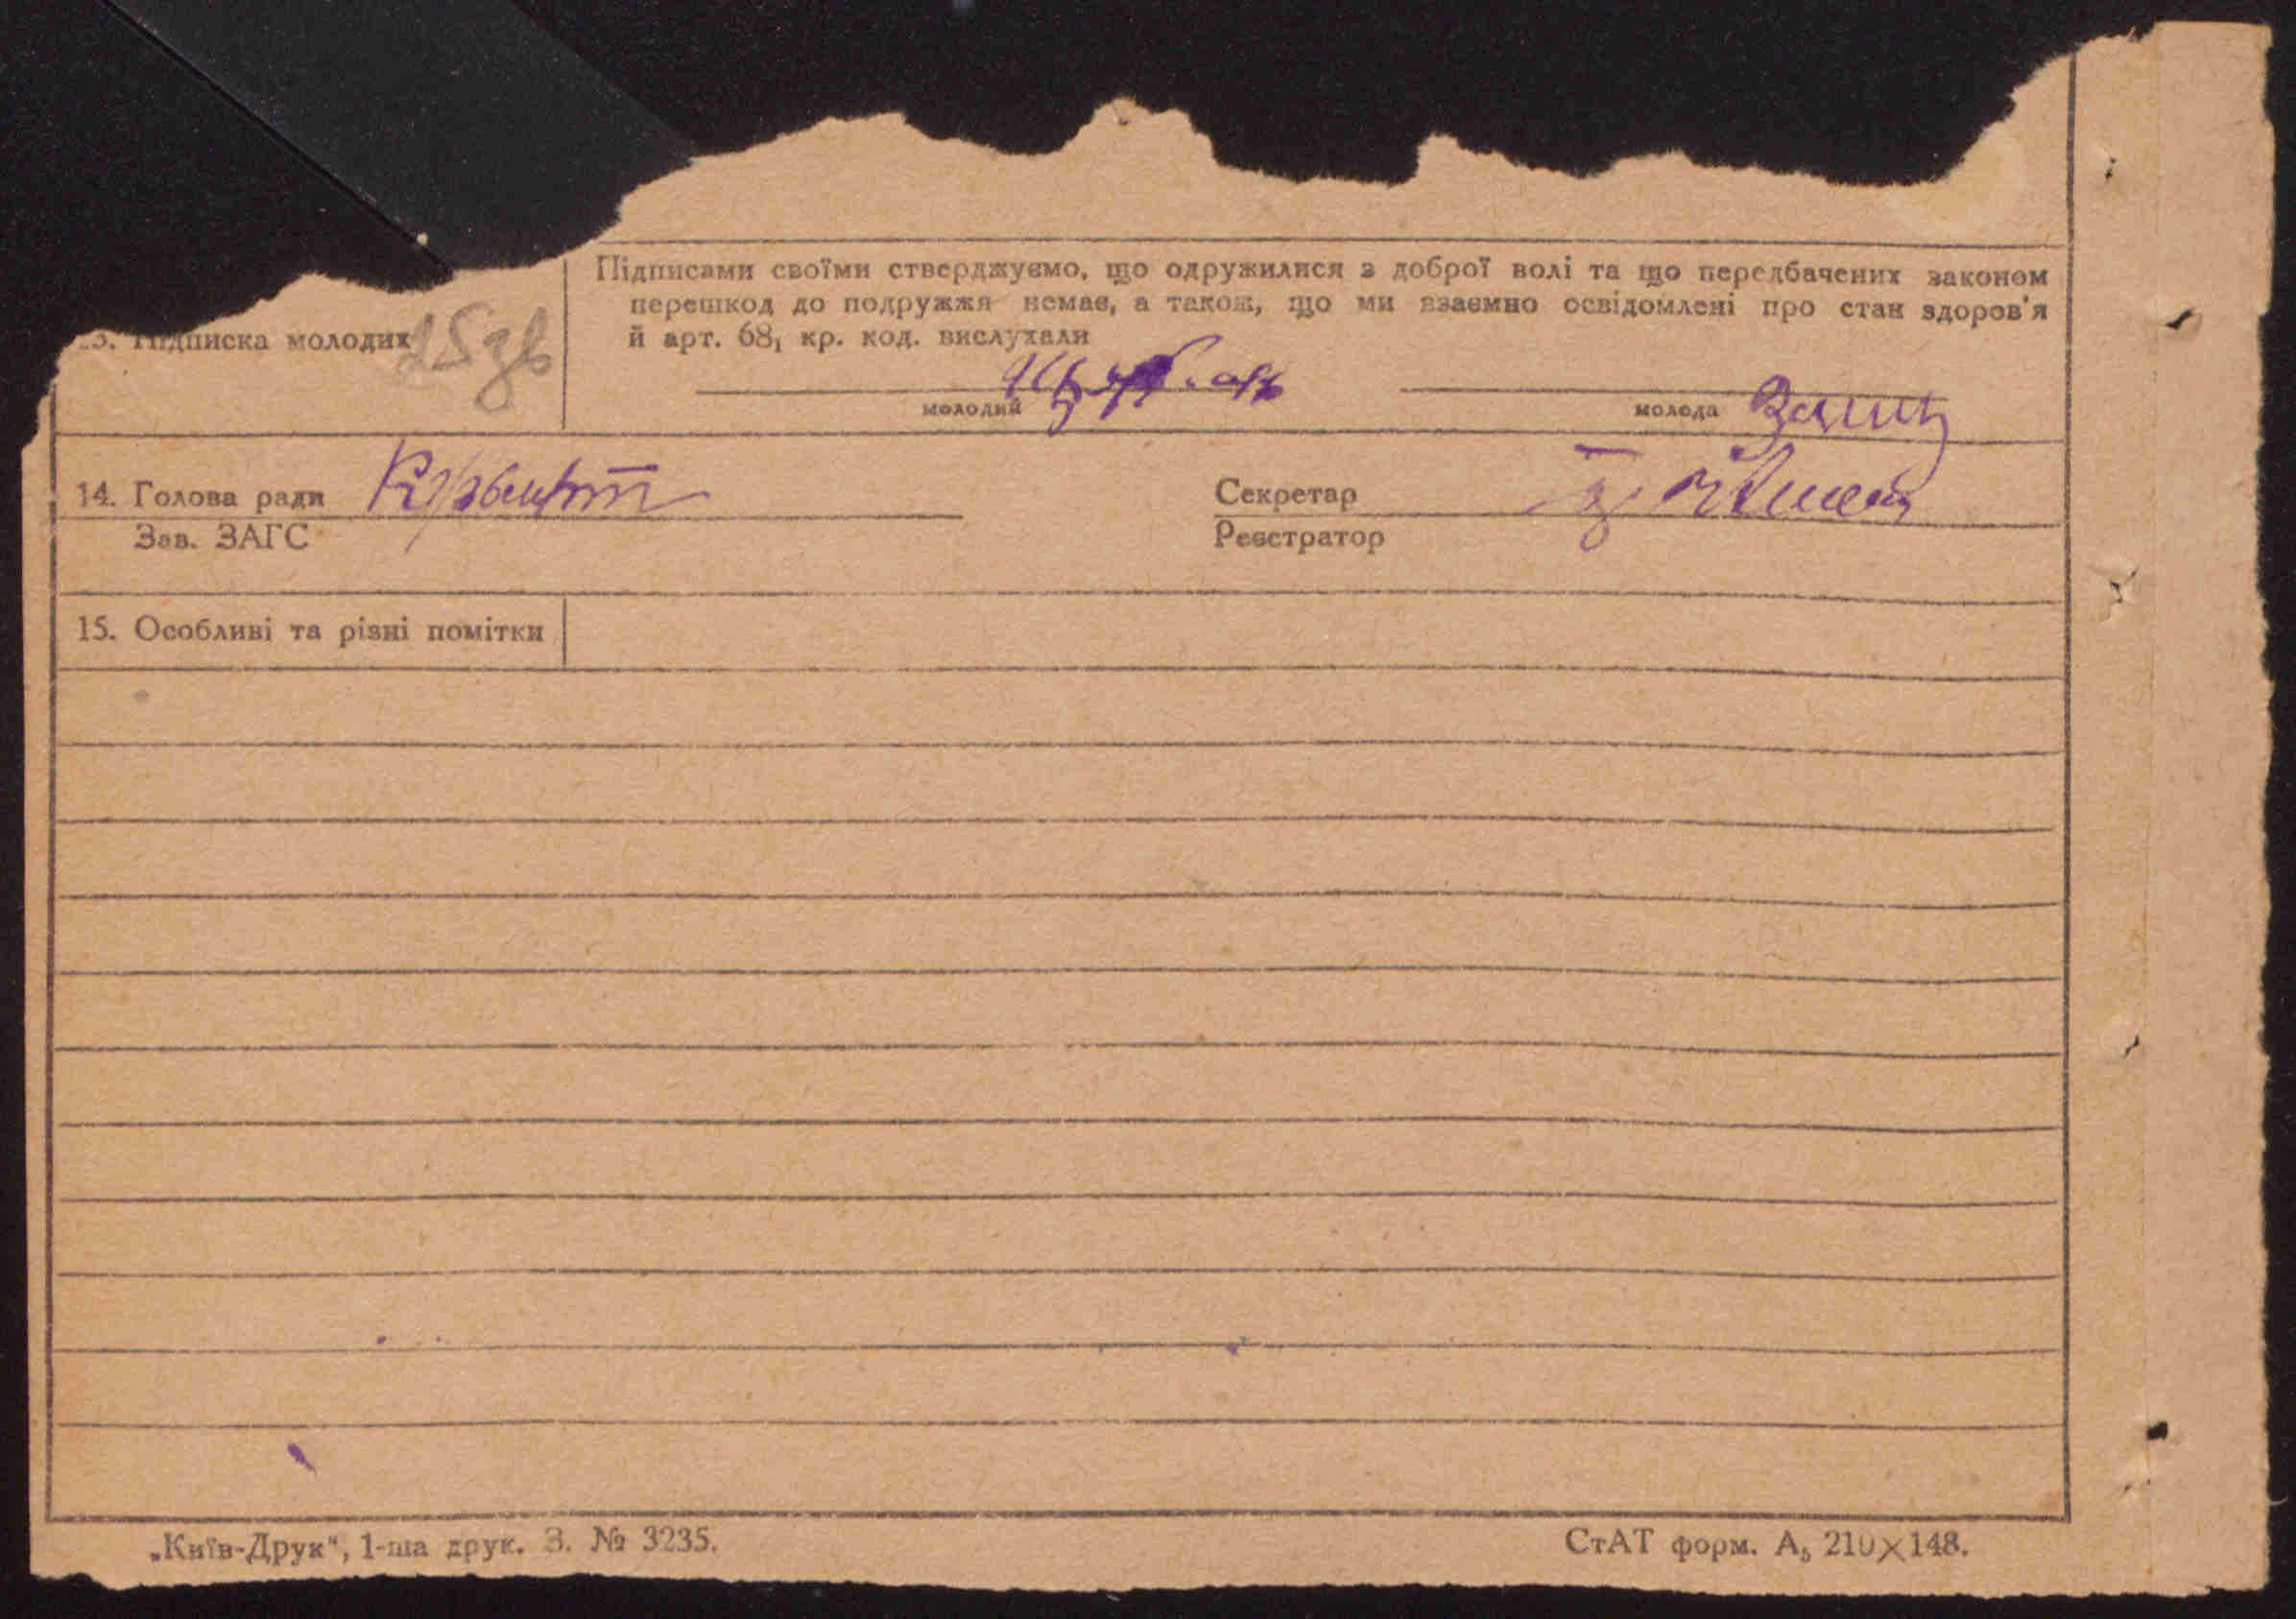 Підписами своїми стверджуємо, що одружилися з доброї волі та що передбачених законом
перешкод до подружжя немає, а також, що ми взаємно освідомлені про стан здоров'я
13. Підписка молодих 25зв й арт. 68₁ кр. код. вислухали
молодий молода
14. Голова ради Секретар
Зав. ЗАГС Реєстратор
15. Особливі та різні помітки
„Київ-Друк“, 1-ша друк. З. № 3235. СтАТ форм. А₅ 210×148.